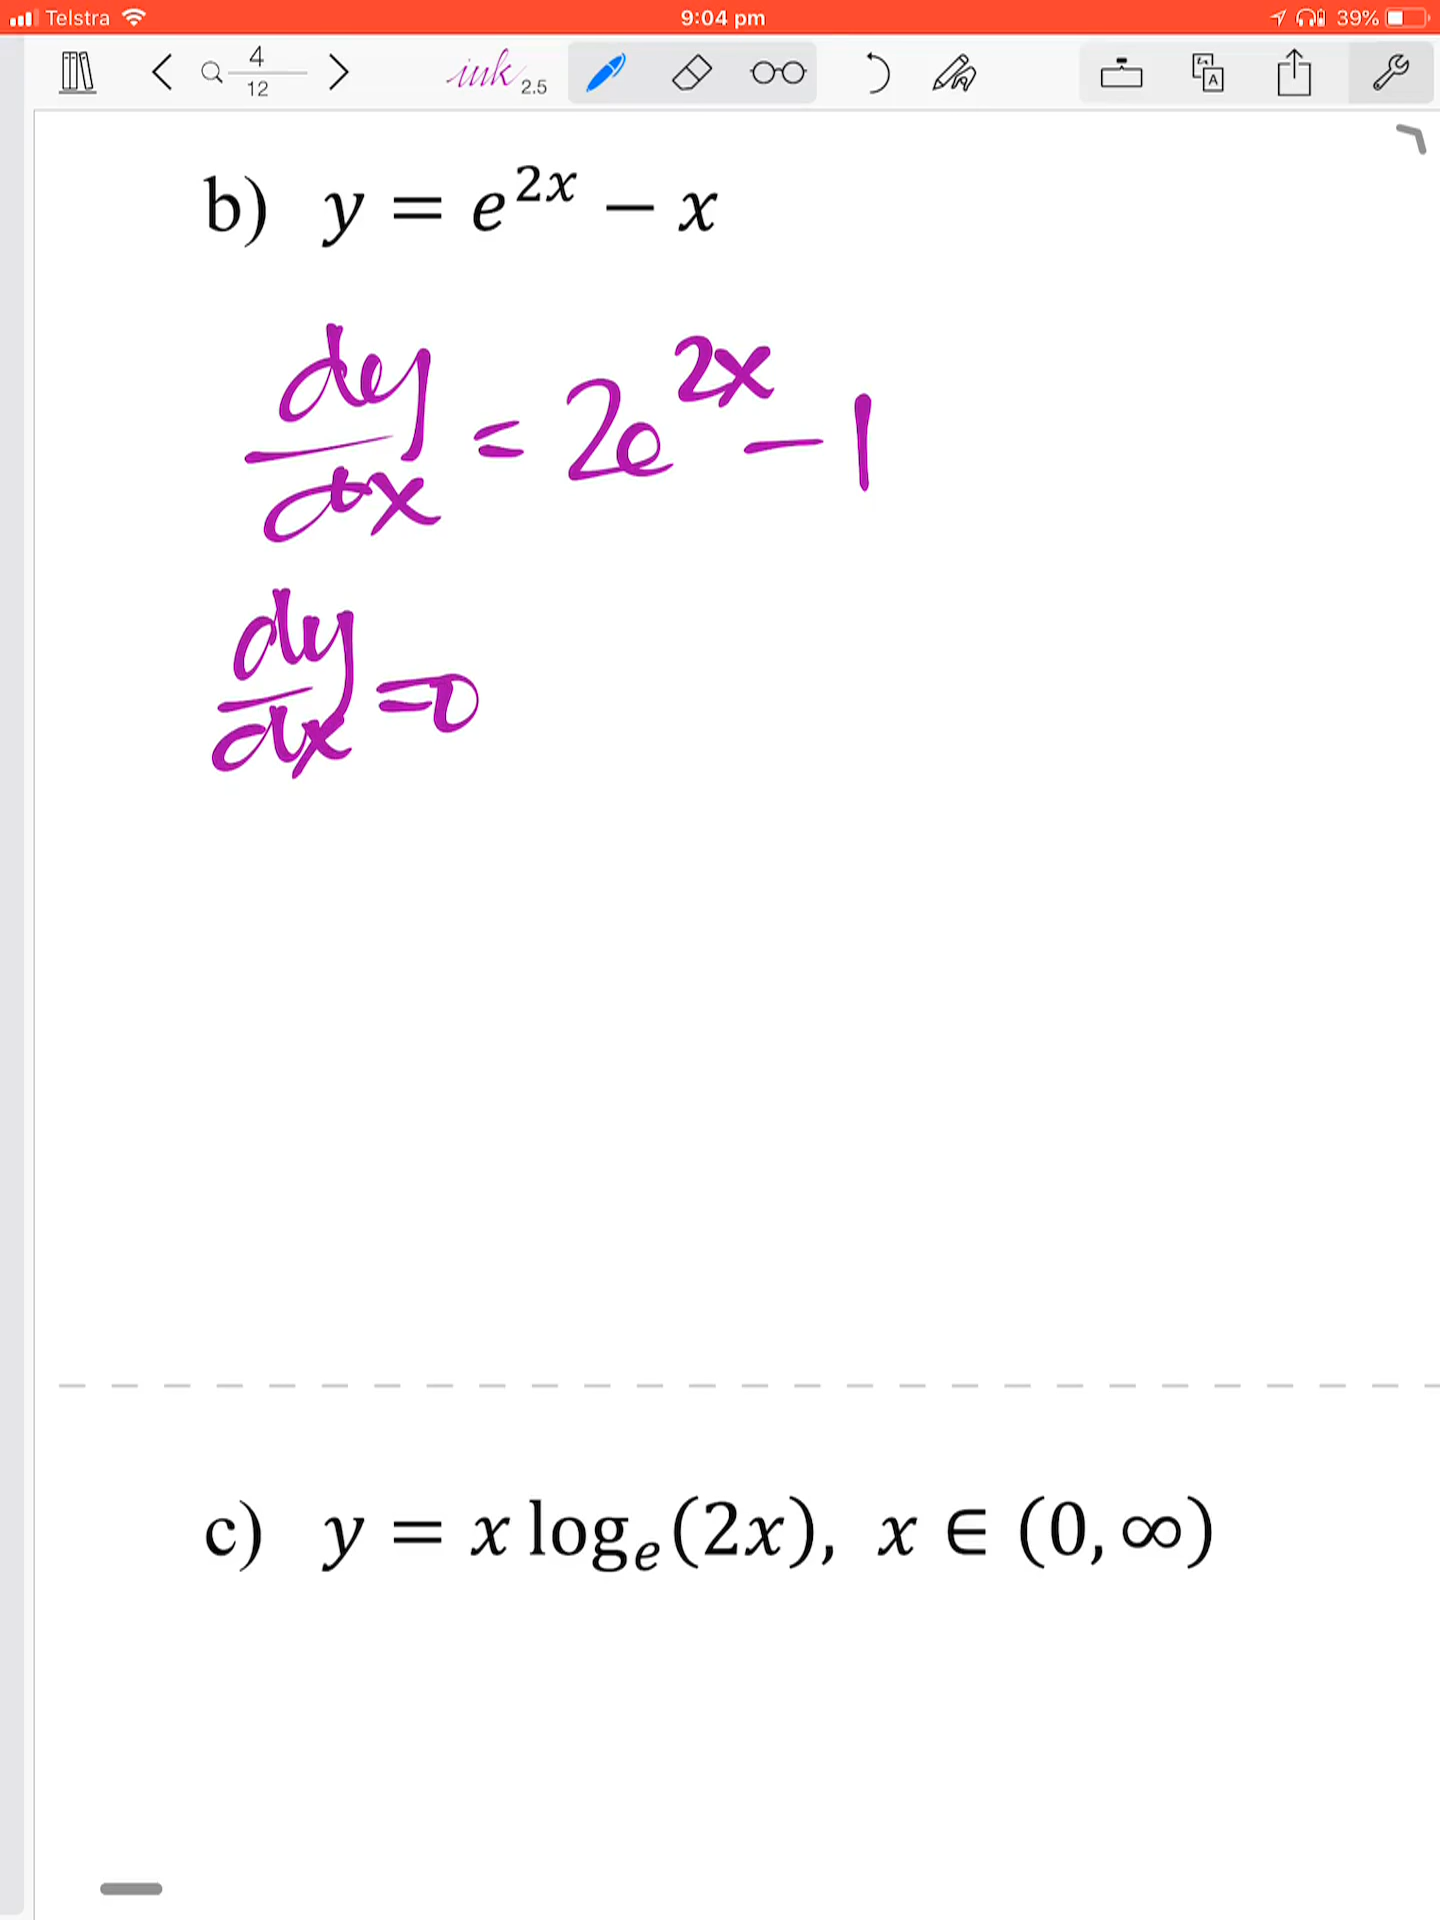 Telstra 9:04 pm 39%
4
12
ink 2.5
b) y = e^{2x} − x
dy/dx = 2e^{2x} − 1
dy/dx = 0
c) y = x log_e(2x), x ∈ (0, ∞)